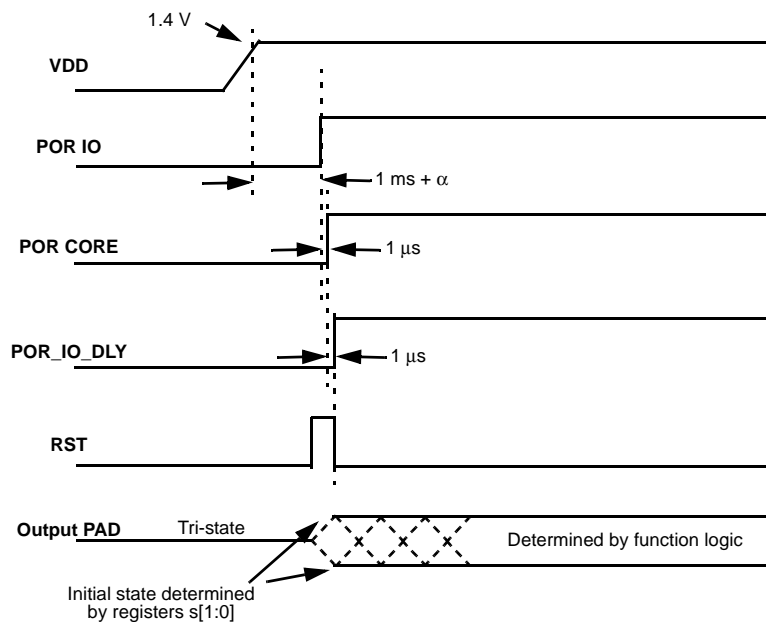 1.4 V
VDD
POR IO
1 ms + α
POR CORE
1 μs
POR_IO_DLY
1 μs
RST
Output PAD
Tri-state
Determined by function logic
Initial state determined
by registers s[1:0]